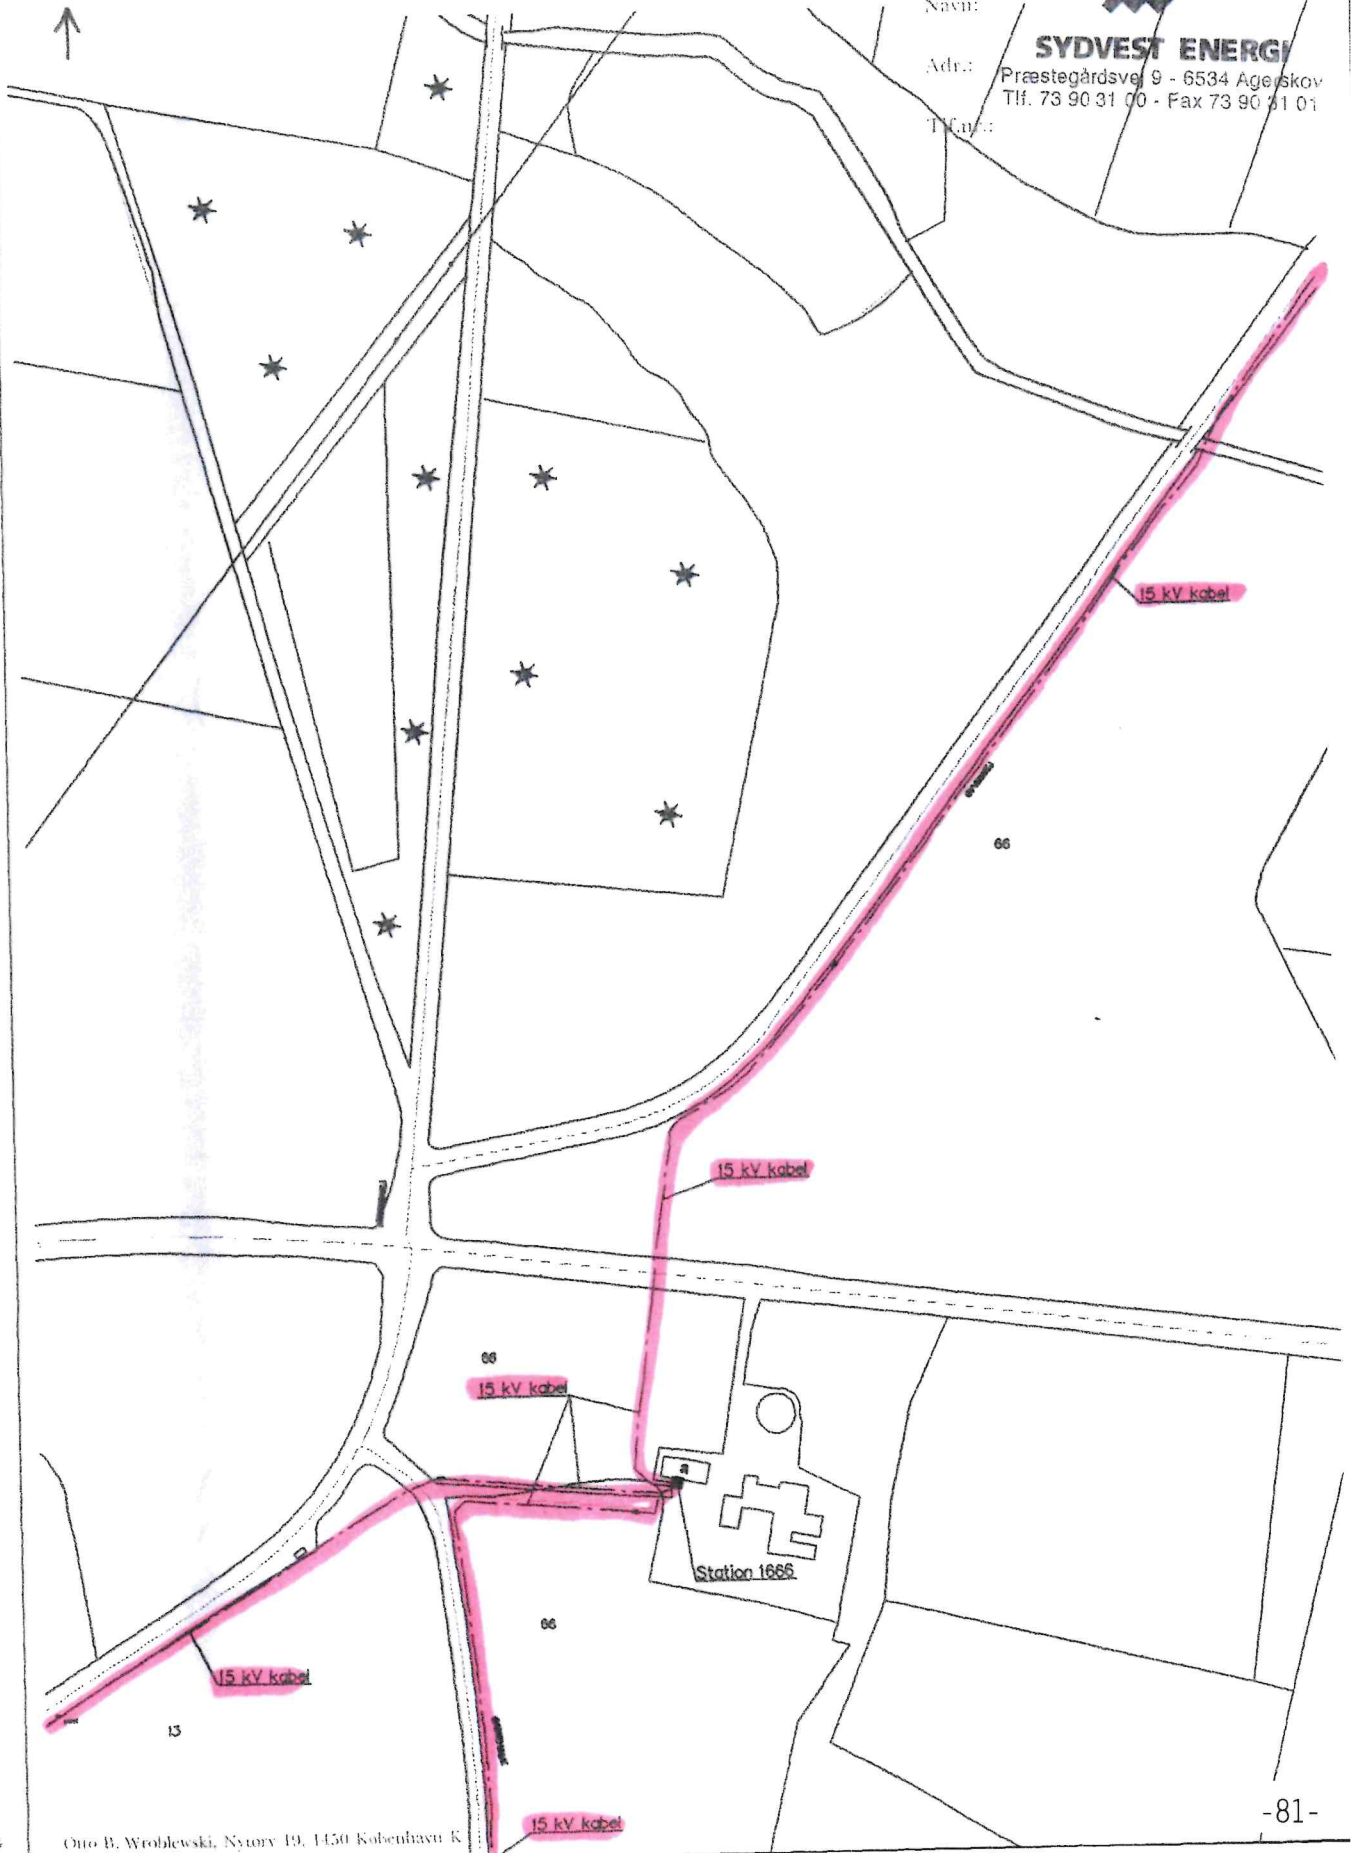 Navn:
SYDVEST ENERGI
Adr.:
Præstegårdsvej 9 - 6534 Agerskov
Tlf. 73 90 31 00 - Fax 73 90 31 01
Tlf.nr.:
15 kV kabel
66
15 kV kabel
66
15 kV kabel
a
Station 1666
66
15 kV kabel
13
15 kV kabel
-81-
Otto B. Wroblewski, Nytorv 19, 1450 København K